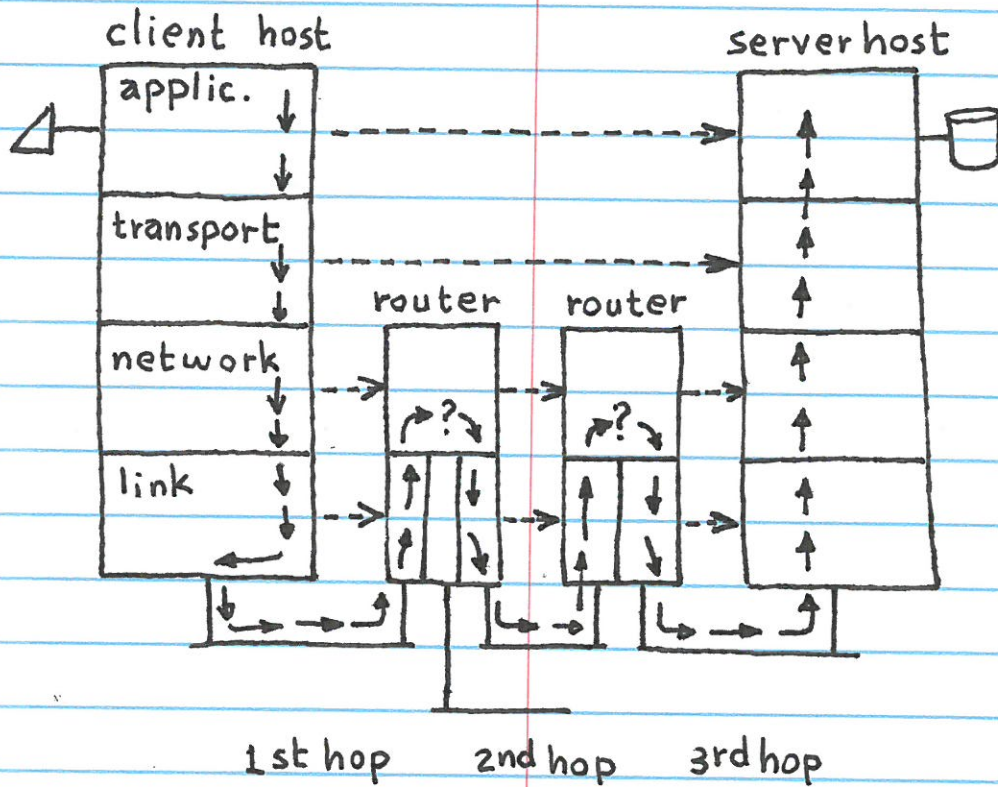 client host
server host
applic.
transport
router
router
network
?
?
link
1st hop
2nd hop
3rd hop